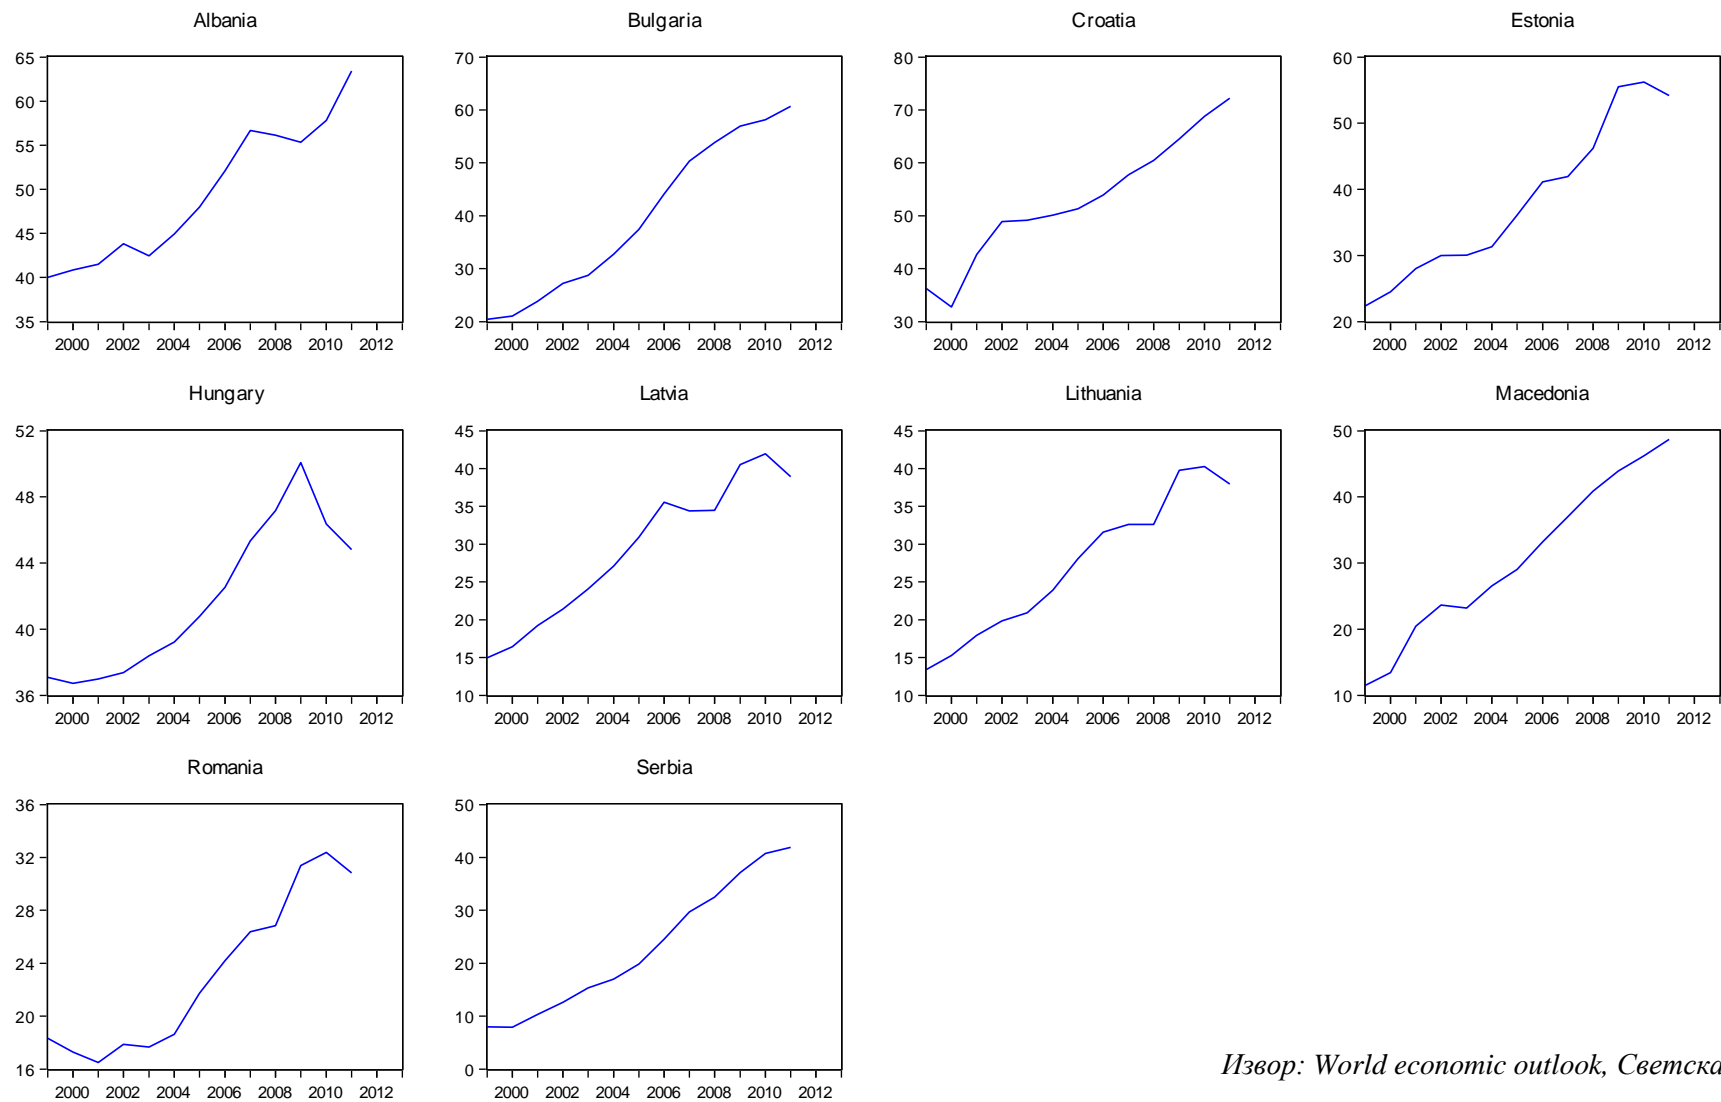 Albania Bulgaria Croatia Estonia
65 70 80 60
60 60 70 50
55 50 60 40
50 40 50 30
45 30 40 20
40 20 30
35
2000 2002 2004 2006 2008 2010 2012 2000 2002 2004 2006 2008 2010 2012 2000 2002 2004 2006 2008 2010 2012 2000 2002 2004 2006 2008 2010 2012
Hungary Latvia Lithuania Macedonia
52 45 45 50
48 40 40 40
44 35 35 30
40 30 30 20
36 25 25 10
20 20
15 15
10 10
2000 2002 2004 2006 2008 2010 2012 2000 2002 2004 2006 2008 2010 2012 2000 2002 2004 2006 2008 2010 2012 2000 2002 2004 2006 2008 2010 2012
Romania Serbia
36 50
32 40
28 30
24 20
20 10
16 0
2000 2002 2004 2006 2008 2010 2012 2000 2002 2004 2006 2008 2010 2012
Извор: World economic outlook, Светска